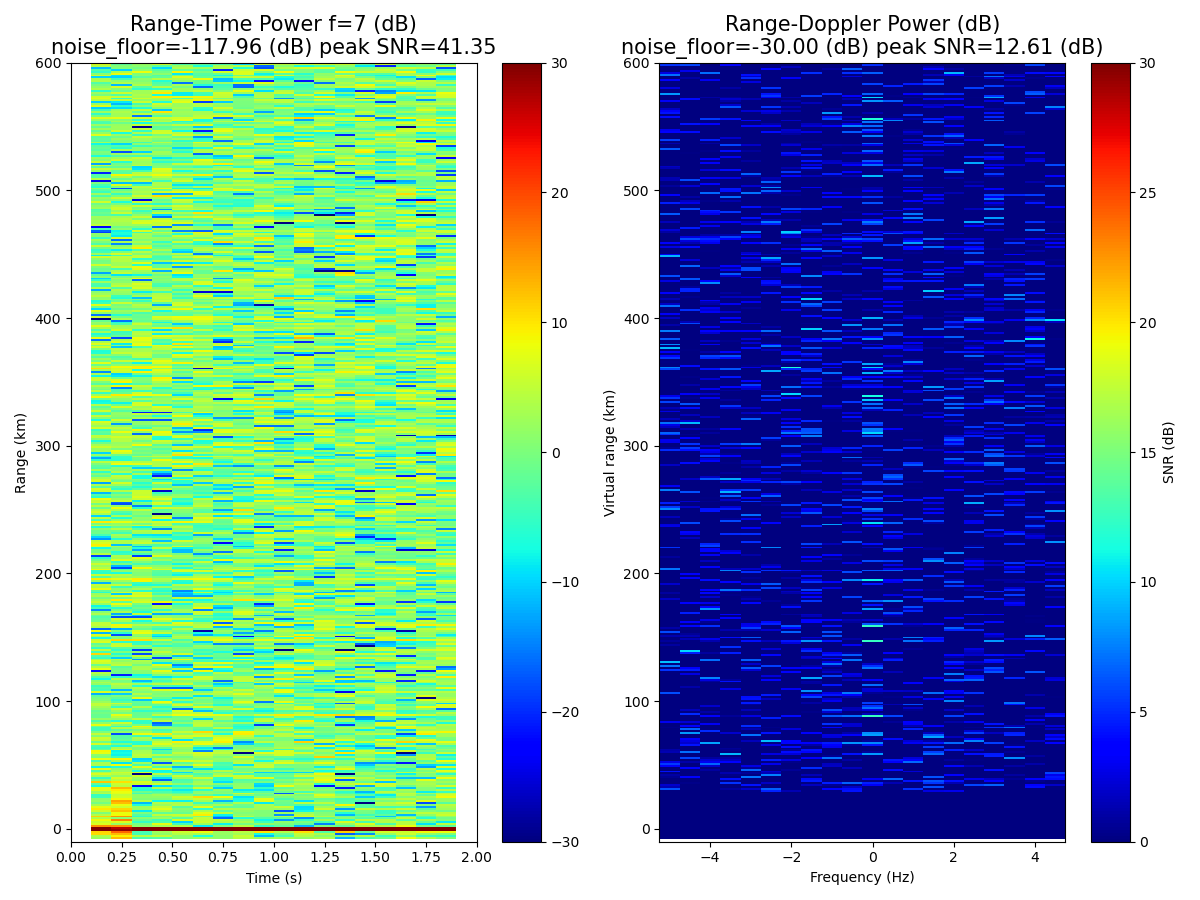 Range-Time Power f=7 (dB)
noise_floor=-117.96 (dB) peak SNR=41.35
Range-Doppler Power (dB)
noise_floor=-30.00 (dB) peak SNR=12.61 (dB)
Range (km)
600
500
400
300
200
100
0
0.00 0.25 0.50 0.75 1.00 1.25 1.50 1.75 2.00
Time (s)
30
20
10
0
−10
−20
−30
Virtual range (km)
600
500
400
300
200
100
0
−4 −2 0 2 4
Frequency (Hz)
30
25
20
15
10
5
0
SNR (dB)